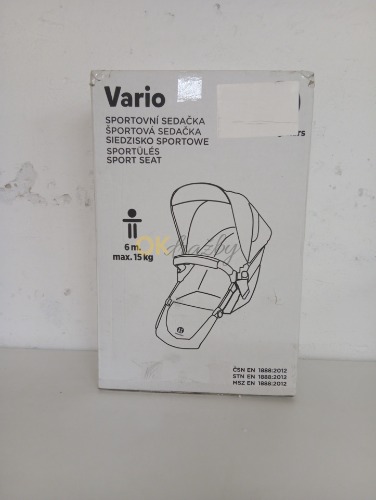 Vario
SPORTOVNÍ SEDAČKA
ŠPORTOVÁ SEDAČKA
SIEDZISKO SPORTOWE
SPORTÜLÉS
SPORT SEAT
6 m.
max. 15 kg
ČSN EN 1888:2012
STN EN 1888:2012
MSZ EN 1888:2012